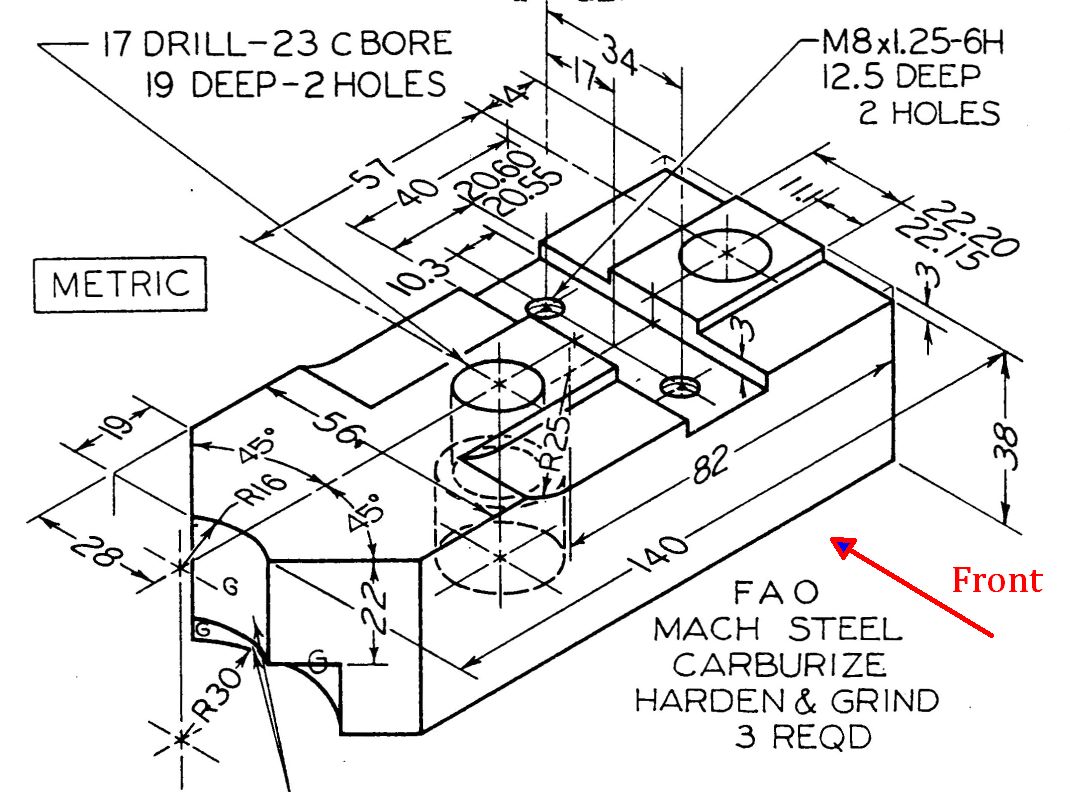 17 DRILL-23 C BORE
19 DEEP-2 HOLES
34
17
M8x1.25-6H
12.5 DEEP
2 HOLES
14
57
40
20.60
20.55
11.1
22.20
22.15
10.3
METRIC
3
3
19
45°
56
R25
R16
45°
82
38
28
G
22
140
Front
G
G
R30
FAO
MACH STEEL
CARBURIZE
HARDEN & GRIND
3 REQD